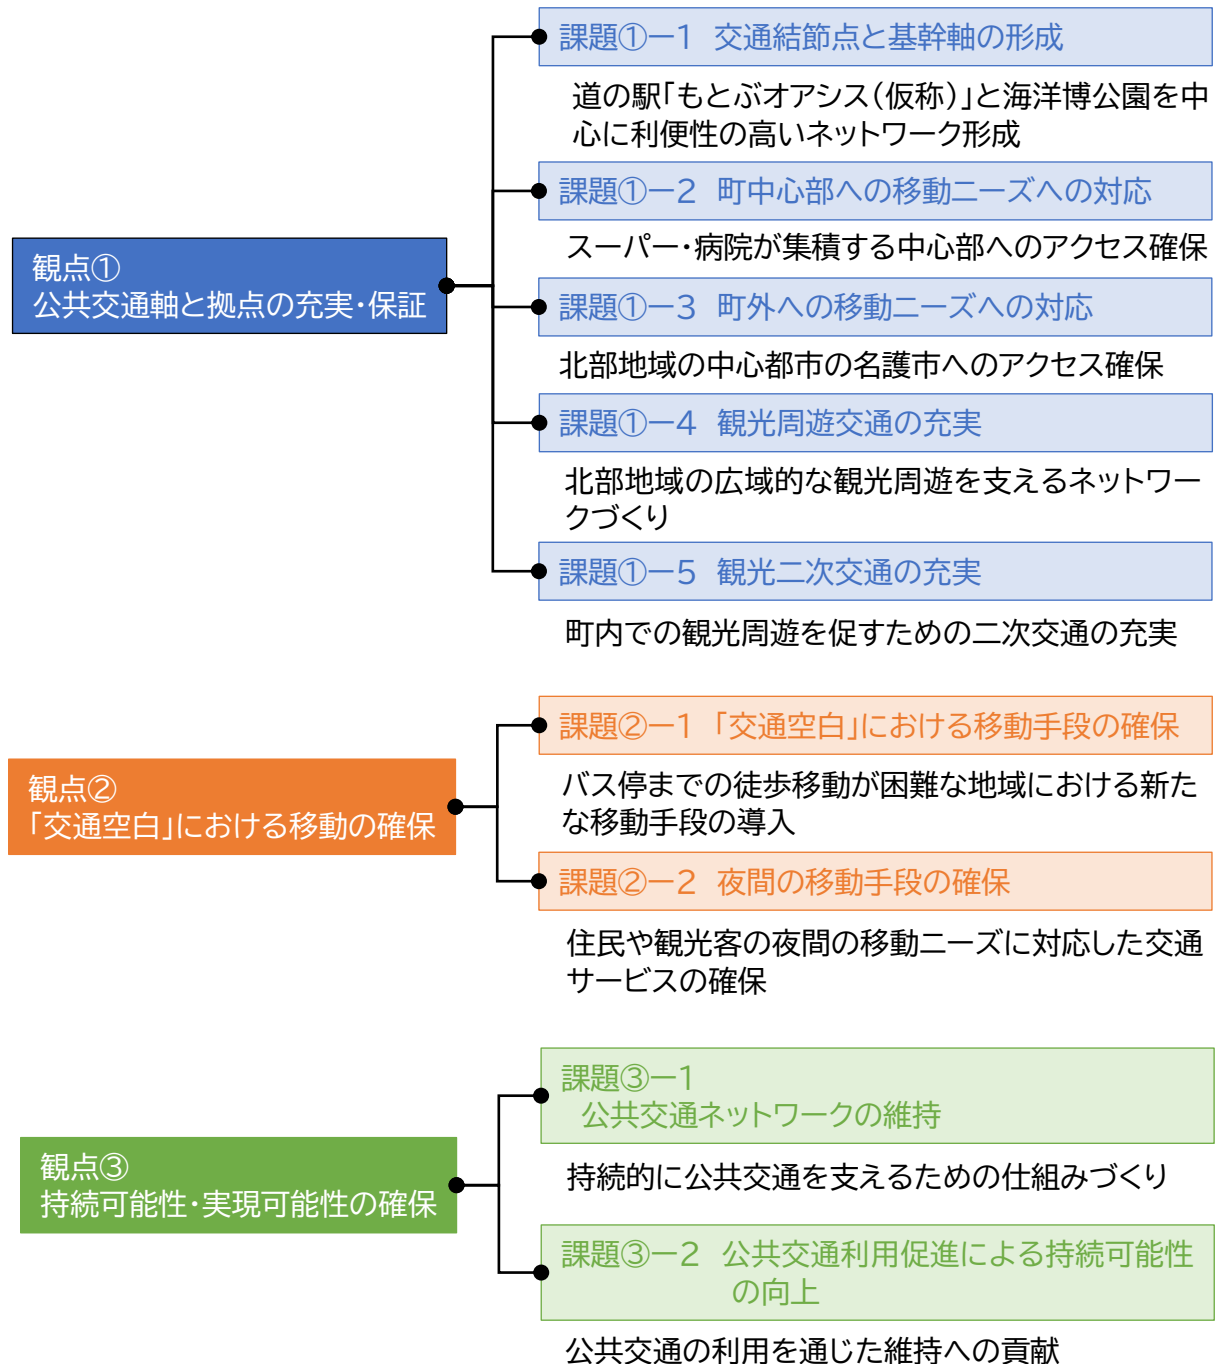 課題①ー1 交通結節点と基幹軸の形成
道の駅「もとぶオアシス(仮称)」と海洋博公園を中
心に利便性の高いネットワーク形成
課題①ー2 町中心部への移動ニーズへの対応
スーパー・病院が集積する中心部へのアクセス確保
観点①
公共交通軸と拠点の充実・保証
課題①ー3 町外への移動ニーズへの対応
北部地域の中心都市の名護市へのアクセス確保
課題①ー4 観光周遊交通の充実
北部地域の広域的な観光周遊を支えるネットワー
クづくり
課題①ー5 観光二次交通の充実
町内での観光周遊を促すための二次交通の充実
観点②
「交通空白」における移動の確保
課題②ー1 「交通空白」における移動手段の確保
バス停までの徒歩移動が困難な地域における新た
な移動手段の導入
課題②ー2 夜間の移動手段の確保
住民や観光客の夜間の移動ニーズに対応した交通
サービスの確保
観点③
持続可能性・実現可能性の確保
課題③ー1
公共交通ネットワークの維持
持続的に公共交通を支えるための仕組みづくり
課題③ー2 公共交通利用促進による持続可能性
の向上
公共交通の利用を通じた維持への貢献